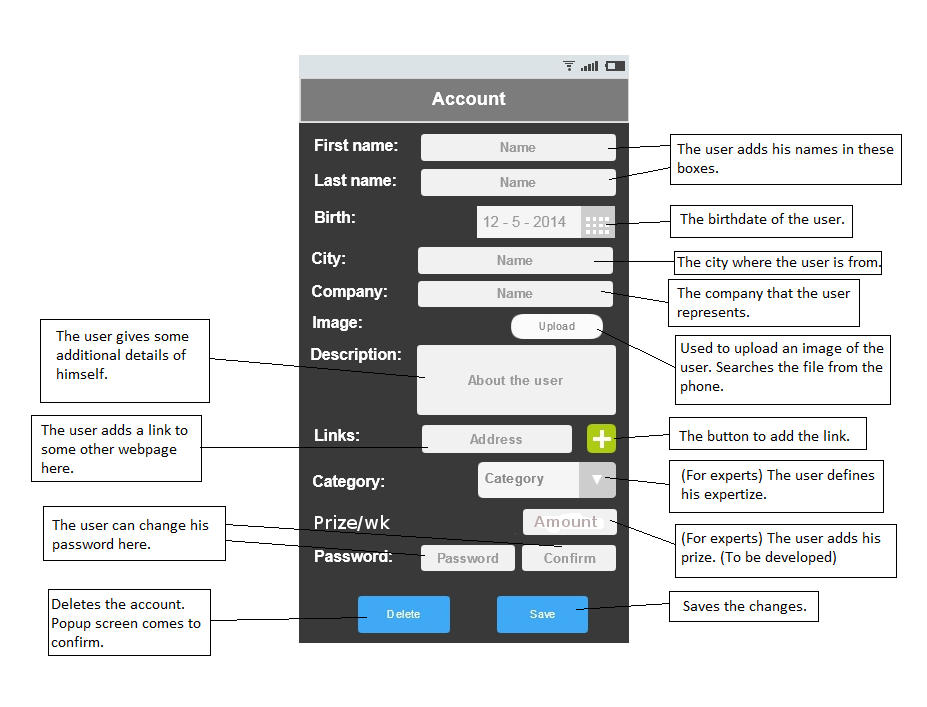 Account
First name:
Name
The user adds his names in these
boxes.
Last name:
Name
Birth:
12 - 5 - 2014
The birthdate of the user.
City:
Name
The city where the user is from.
Company:
Name
The company that the user
represents.
Image:
Upload
Used to upload an image of the
user. Searches the file from the
phone.
The user gives some
additional details of
himself.
Description:
About the user
The user adds a link to
some other webpage
here.
Links:
Address
The button to add the link.
Category:
Category
(For experts) The user defines
his expertize.
Prize/wk
Amount
(For experts) The user adds his
prize. (To be developed)
The user can change his
password here.
Password:
Password
Confirm
Deletes the account.
Popup screen comes to
confirm.
Delete
Save
Saves the changes.